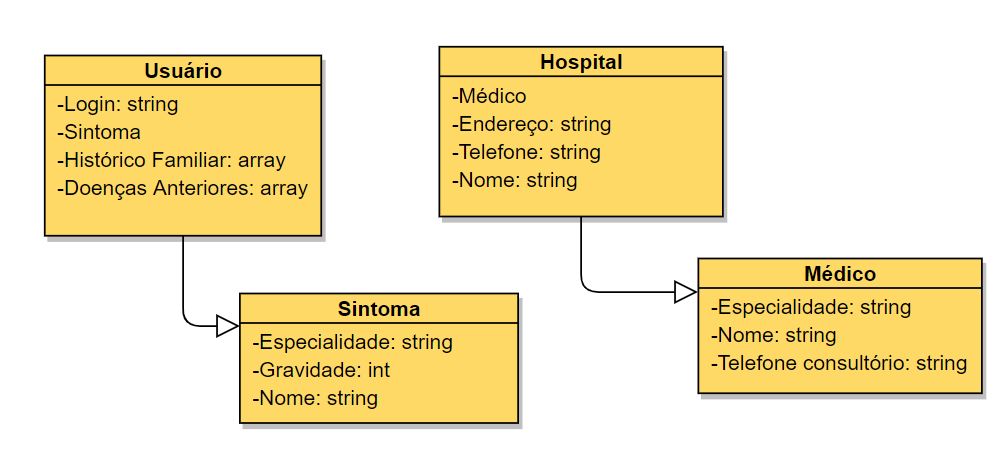 Usuário
-Login: string
-Sintoma
-Histórico Familiar: array
-Doenças Anteriores: array
Hospital
-Médico
-Endereço: string
-Telefone: string
-Nome: string
Sintoma
-Especialidade: string
-Gravidade: int
-Nome: string
Médico
-Especialidade: string
-Nome: string
-Telefone consultório: string